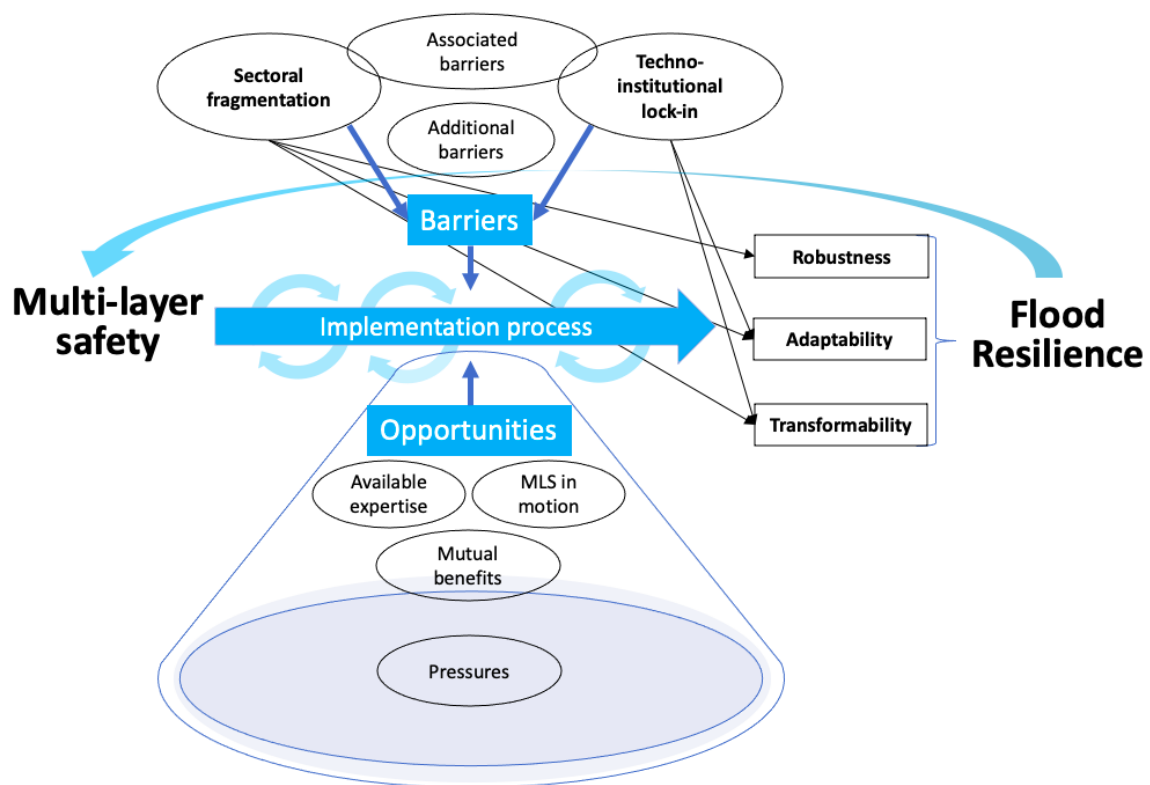 Associated
barriers
Sectoral
fragmentation
Techno-
institutional
lock-in
Additional
barriers
Barriers
Robustness
Multi-layer
safety
Implementation process
Flood
Resilience
Adaptability
Transformability
Opportunities
Available
expertise
MLS in
motion
Mutual
benefits
Pressures